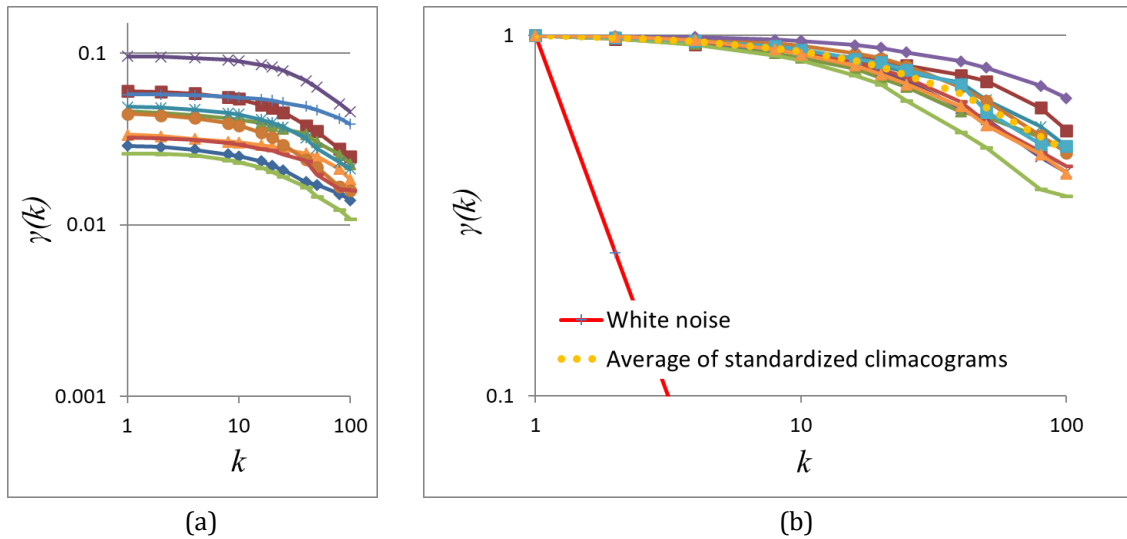 0.1
0.01
0.001
γ(k)
1
10
100
k
(a)
1
0.1
γ(k)
White noise
Average of standardized climacograms
1
10
100
k
(b)